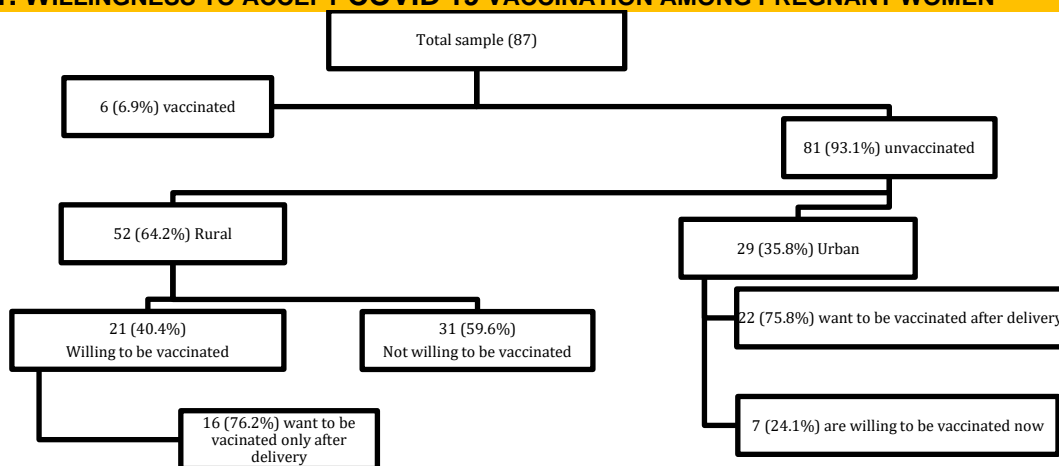 1. WILLINGNESS TO ACCEPT COVID 19 VACCINATION AMONG PREGNANT WOMEN
Total sample (87)
6 (6.9%) vaccinated
81 (93.1%) unvaccinated
52 (64.2%) Rural
29 (35.8%) Urban
21 (40.4%)
Willing to be vaccinated
31 (59.6%)
Not willing to be vaccinated
22 (75.8%) want to be vaccinated after delivery
16 (76.2%) want to be
vacinated only after
delivery
7 (24.1%) are willing to be vaccinated now